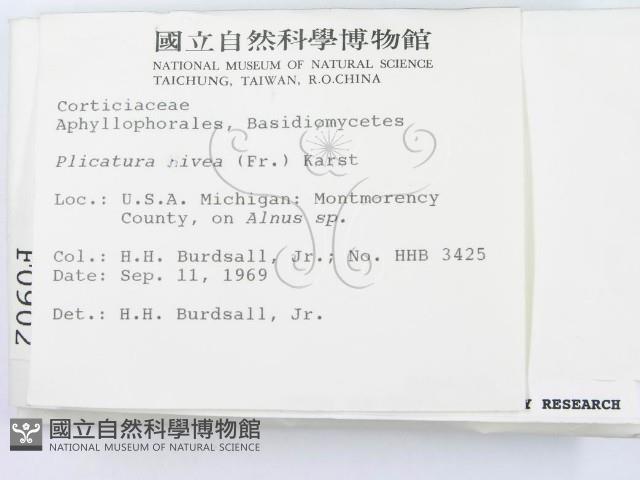 國立自然科學博物館
NATIONAL MUSEUM OF NATURAL SCIENCE
TAICHUNG, TAIWAN, R.O.CHINA
Corticiaceae
Aphyllophorales, Basidiomycetes
Plicatura nivea (Fr.) Karst
Loc.: U.S.A. Michigan: Montmorency
County, on Alnus sp.
Col.: H.H. Burdsall, Jr.; No. HHB 3425
Date: Sep. 11, 1969
Det.: H.H. Burdsall, Jr.
Y RESEARCH
國立自然科學博物館
NATIONAL MUSEUM OF NATURAL SCIENCE